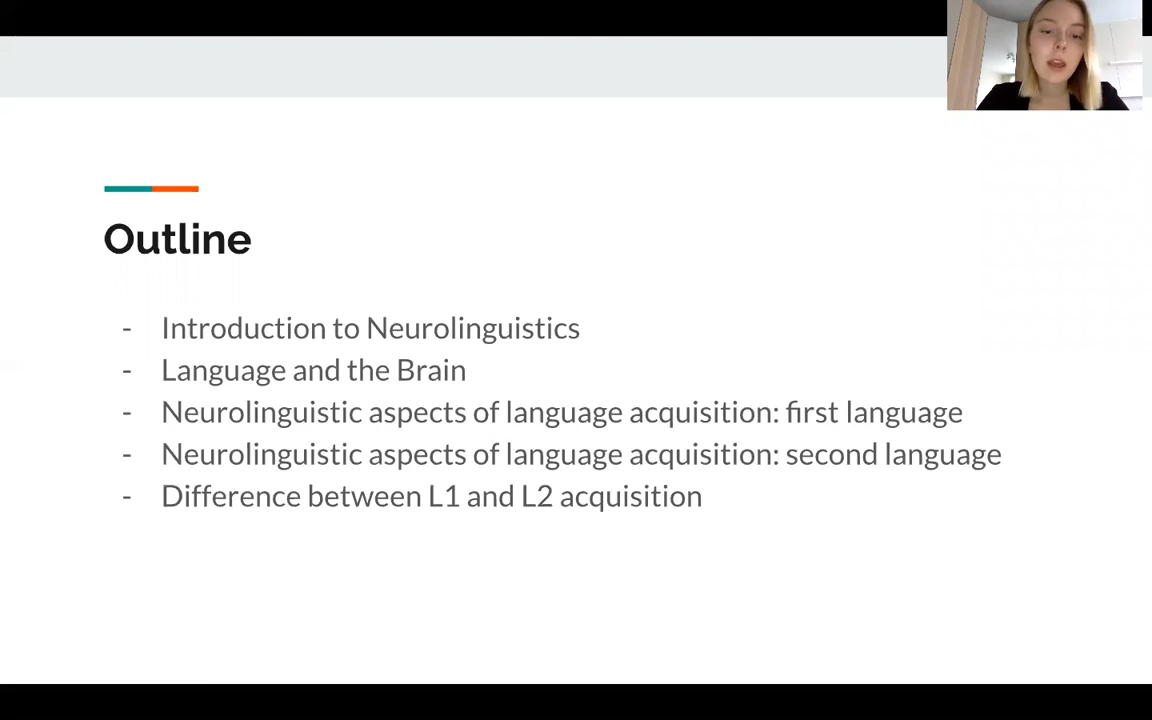 Outline
- Introduction to Neurolinguistics
- Language and the Brain
- Neurolinguistic aspects of language acquisition: first language
- Neurolinguistic aspects of language acquisition: second language
- Difference between L1 and L2 acquisition